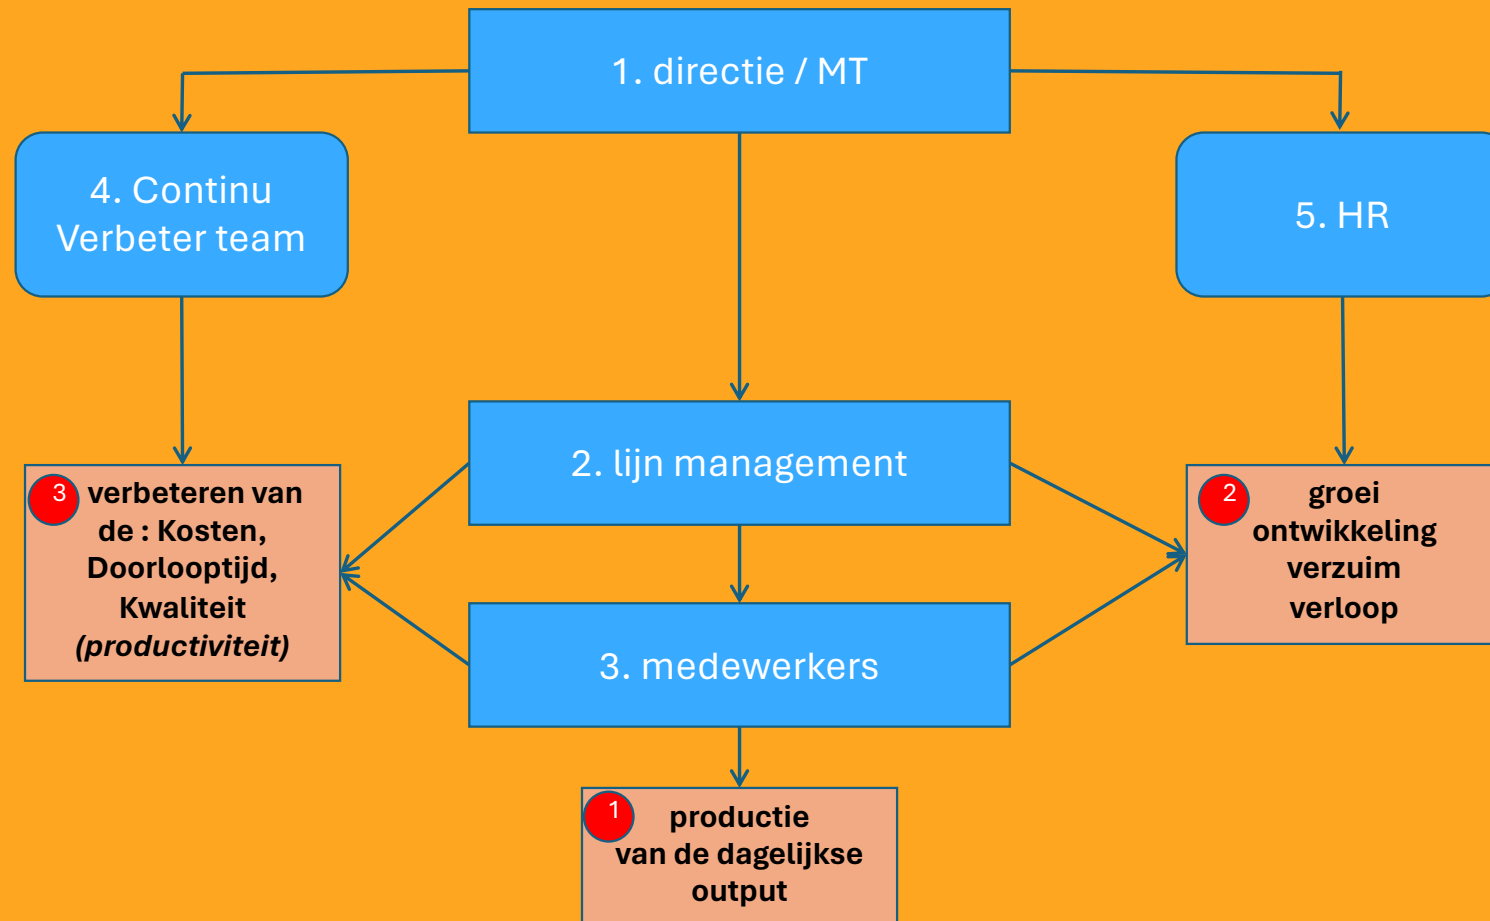 1. directie / MT
4. Continu
Verbeter team
5. HR
2. lijn management
3
verbeteren van
de : Kosten,
Doorlooptijd,
Kwaliteit
(productiviteit)
2
groei
ontwikkeling
verzuim
verloop
3. medewerkers
1
productie
van de dagelijkse
output